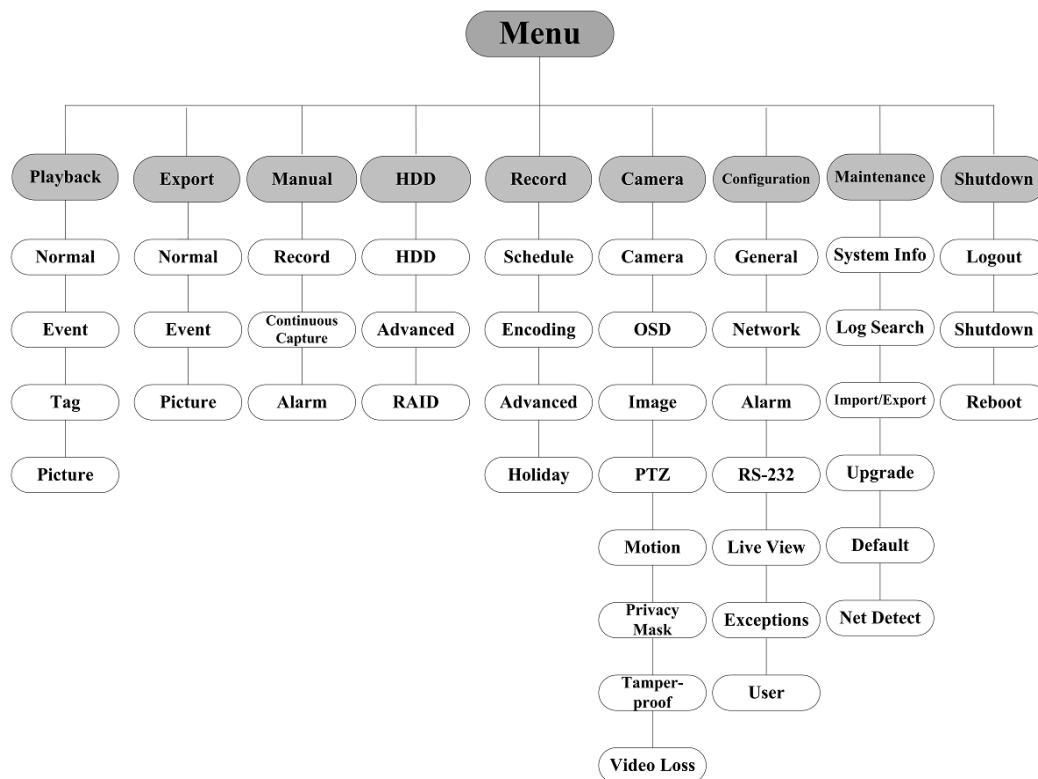 Menu
Playback
Export
Manual
HDD
Record
Camera
Configuration
Maintenance
Shutdown
Normal
Event
Tag
Picture
Normal
Event
Picture
Record
Continuous
Capture
Alarm
HDD
Advanced
RAID
Schedule
Encoding
Advanced
Holiday
Camera
OSD
Image
PTZ
Motion
Privacy
Mask
Tamper-
proof
Video Loss
General
Network
Alarm
RS-232
Live View
Exceptions
User
System Info
Log Search
Import/Export
Upgrade
Default
Net Detect
Logout
Shutdown
Reboot